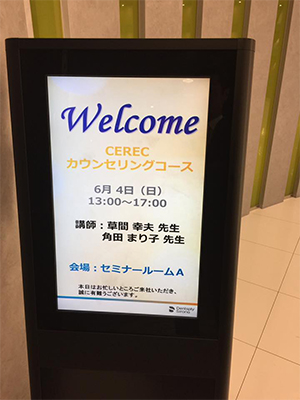 Welcome
CEREC
カウンセリングコース
6月 4日（日）
13:00～17:00
講師：草間 幸夫 先生
角田 まり子 先生
会場：セミナールームA
本日はお忙しいところご来社いただき、
誠に有難うございます。
Dentsply
Sirona